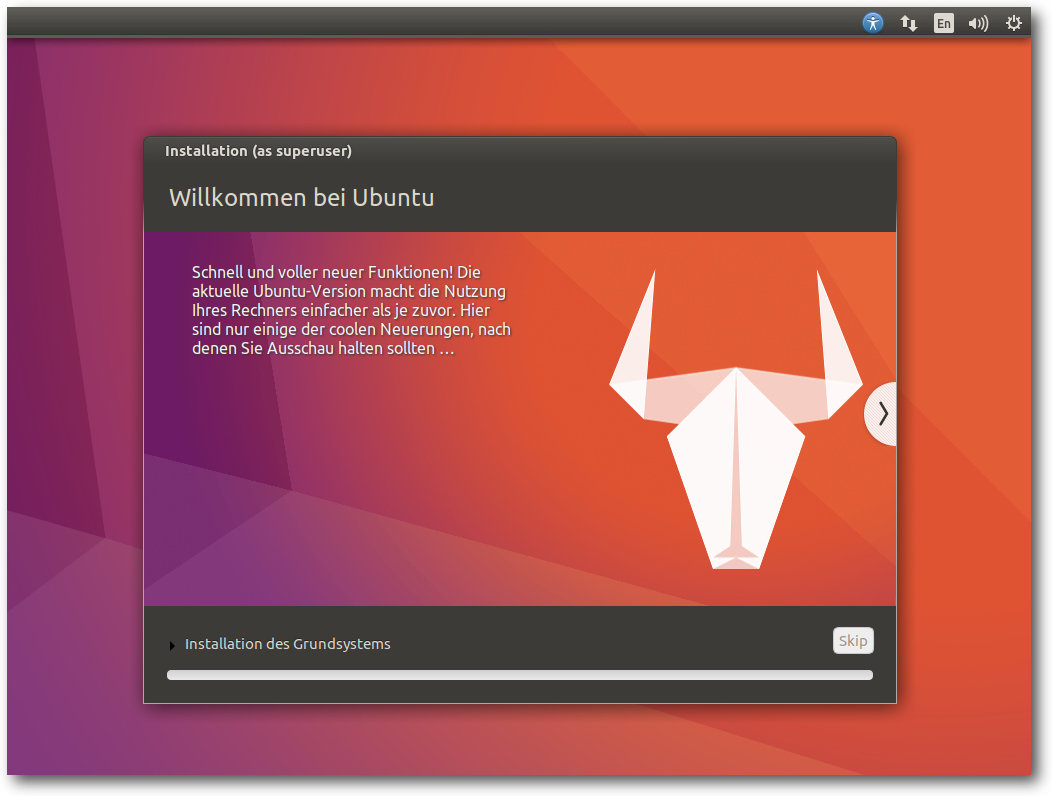 En
Installation (as superuser)
Willkommen bei Ubuntu
Schnell und voller neuer Funktionen! Die
aktuelle Ubuntu-Version macht die Nutzung
Ihres Rechners einfacher als je zuvor. Hier
sind nur einige der coolen Neuerungen, nach
denen Sie Ausschau halten sollten …
Installation des Grundsystems
Skip